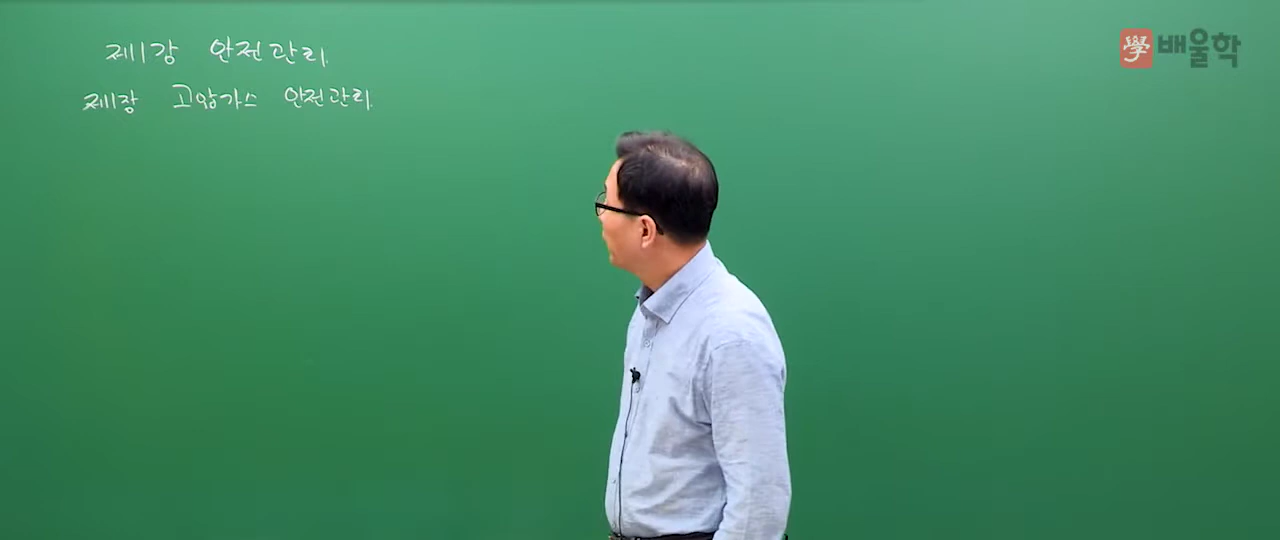 제1강 안전관리.
제1장 고압가스 안전관리.
學 배울학